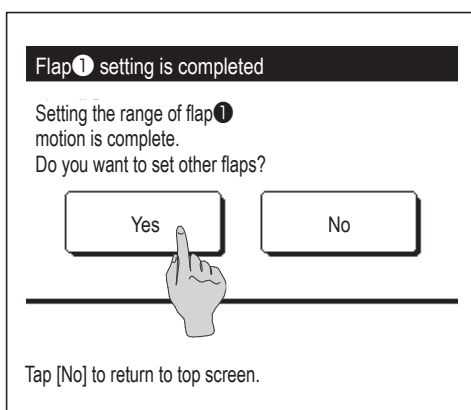 Flap❶ setting is completed
Setting the range of flap❶
motion is complete.
Do you want to set other flaps?
Yes
No
Tap [No] to return to top screen.